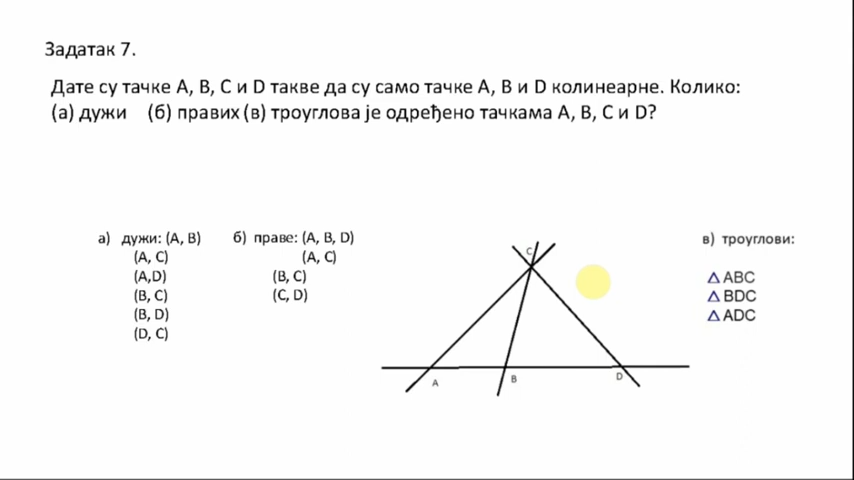 Задатак 7.
Дате су тачке A, B, C и D такве да су само тачке A, B и D колинеарне. Колико:
(а) дужи (б) правих (в) троуглова је одређено тачкама A, B, C и D?
а) дужи: (A, B)
(A, C)
(A,D)
(B, C)
(B, D)
(D, C)
б) праве: (A, B, D)
(A, C)
(B, C)
(C, D)
C
A
B
D
в) троуглови:
△ ABC
△ BDC
△ ADC